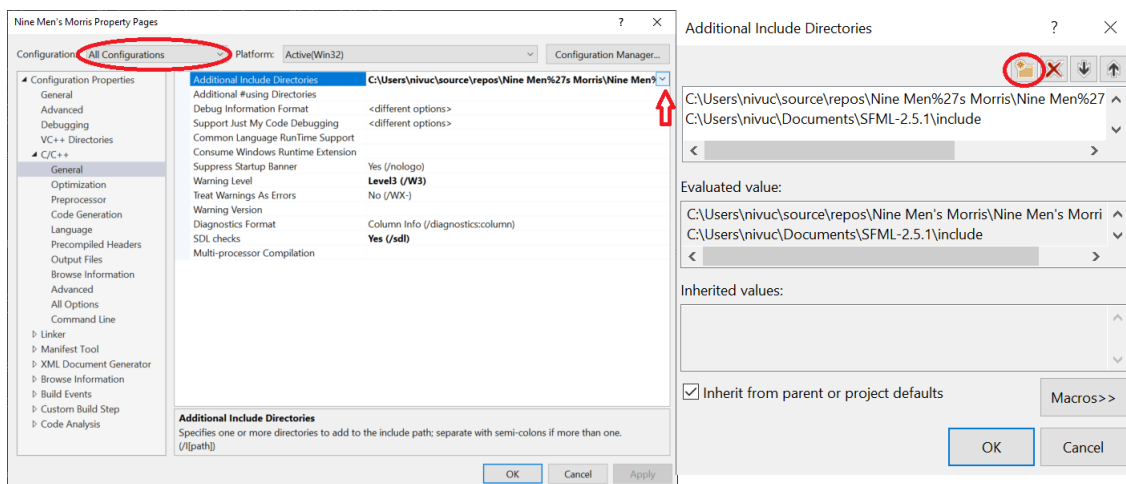 Nine Men's Morris Property Pages
? ×
Configuration: All Configurations Platform: Active(Win32) Configuration Manager...
Configuration Properties
General
Advanced
Debugging
VC++ Directories
C/C++
General
Optimization
Preprocessor
Code Generation
Language
Precompiled Headers
Output Files
Browse Information
Advanced
All Options
Command Line
Linker
Manifest Tool
XML Document Generator
Browse Information
Build Events
Custom Build Step
Code Analysis
Additional Include Directories C:\Users\nivuc\source\repos\Nine Men%27s Morris\Nine Men%
Additional #using Directories
Debug Information Format <different options>
Support Just My Code Debugging <different options>
Common Language RunTime Support
Consume Windows Runtime Extension
Suppress Startup Banner Yes (/nologo)
Warning Level Level3 (/W3)
Treat Warnings As Errors No (/WX-)
Warning Version
Diagnostics Format Column Info (/diagnostics:column)
SDL checks Yes (/sdl)
Multi-processor Compilation
Additional Include Directories
Specifies one or more directories to add to the include path; separate with semi-colons if more than one.
(/I[path])
OK Cancel Apply
Additional Include Directories
? ×
C:\Users\nivuc\source\repos\Nine Men%27s Morris\Nine Men%27
C:\Users\nivuc\Documents\SFML-2.5.1\include
Evaluated value:
C:\Users\nivuc\source\repos\Nine Men's Morris\Nine Men's Morri
C:\Users\nivuc\Documents\SFML-2.5.1\include
Inherited values:
Inherit from parent or project defaults
Macros>>
OK Cancel